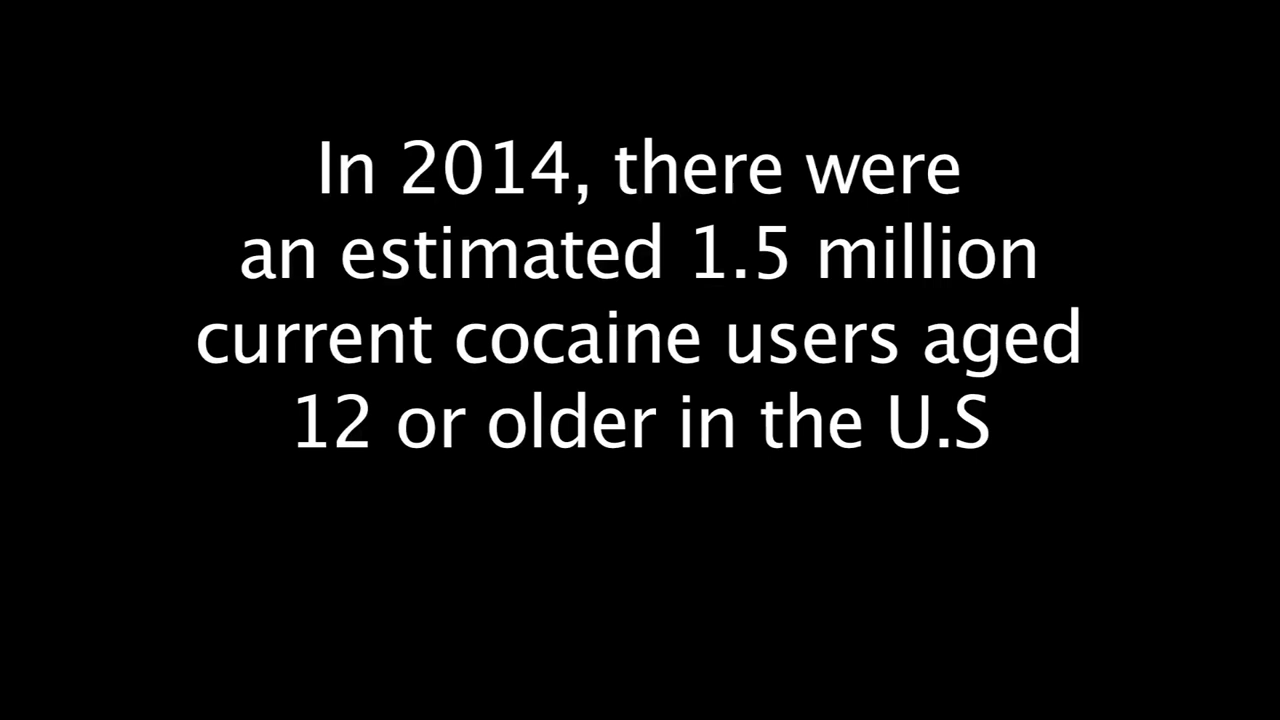 In 2014, there were
an estimated 1.5 million
current cocaine users aged
12 or older in the U.S